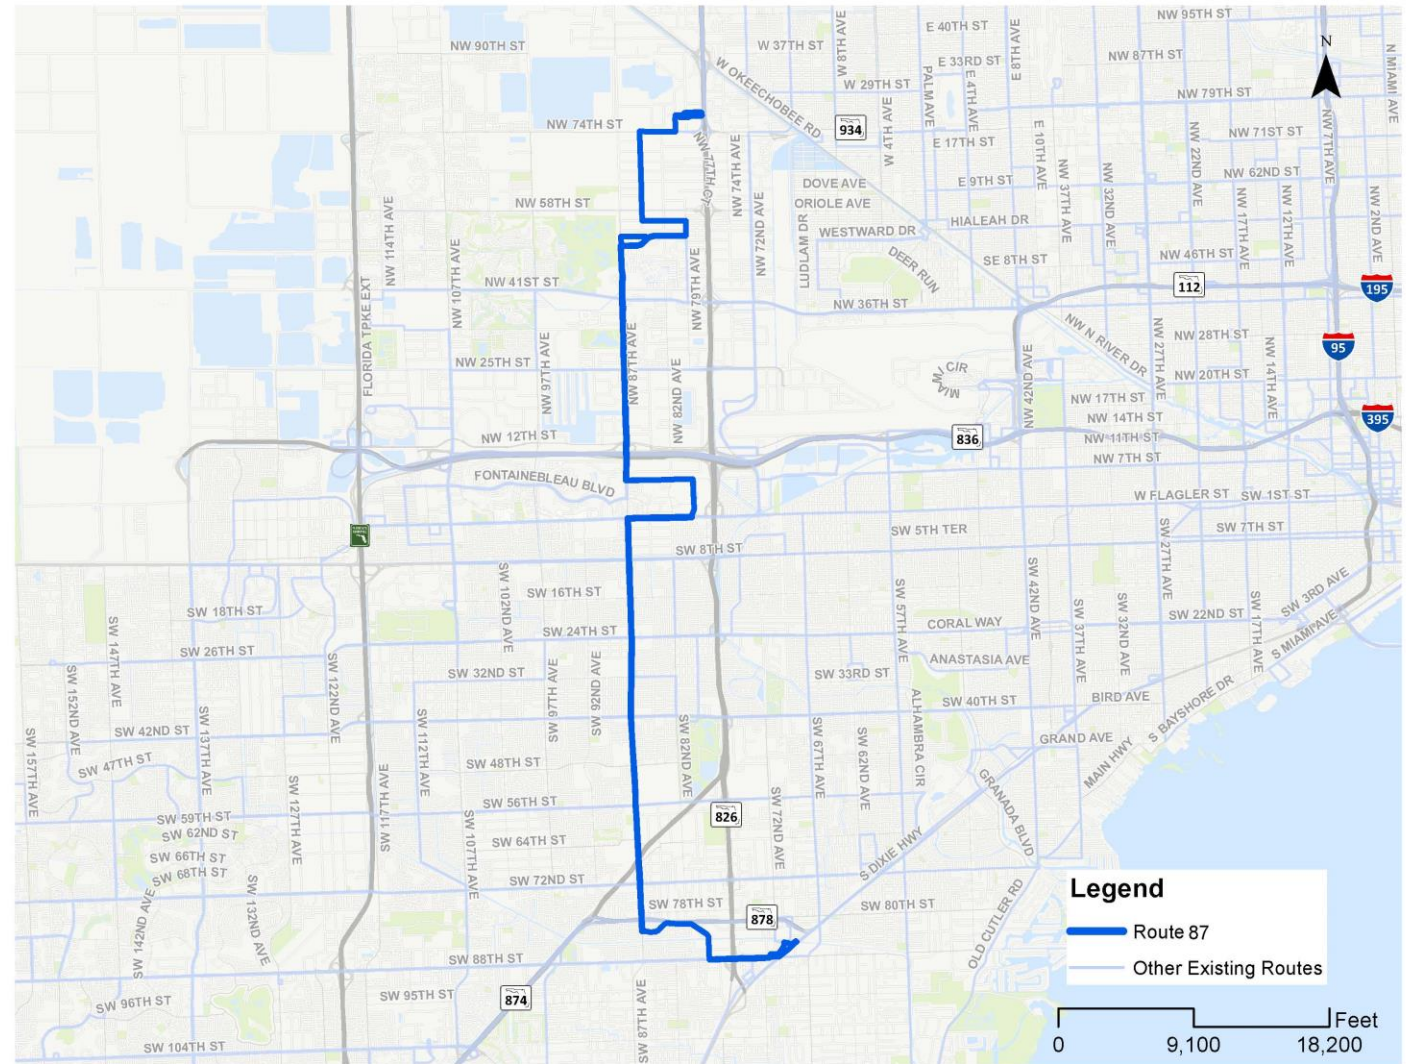 NW 95TH ST
E 40TH ST
W 37TH ST
NW 90TH ST
W 8TH AVE
E 8TH AVE
N
N MIAMI AVE
NW 87TH ST
E 33RD ST
W OKEECHOBEE RD
W 29TH ST
PALM AVE
E 4TH AVE
NW 79TH ST
NW 7TH AVE
NW 74TH ST
934
W 4TH AVE
E 17TH ST
E 10TH AVE
NW 22ND AVE
NW 71ST ST
NW 77TH CT
NW 74TH AVE
NW 62ND ST
DOVE AVE
E 9TH ST
NW 37TH AVE
NW 32ND AVE
NW 17TH AVE
NW 12TH AVE
NW 2ND AVE
NW 114TH AVE
NW 58TH ST
ORIOLE AVE
HIALEAH DR
NW 72ND AVE
LUDLAM DR
WESTWARD DR
NW 107TH AVE
DEER RUN
SE 8TH ST
NW 46TH ST
NW 41ST ST
NW 79TH AVE
NW 36TH ST
112
195
FLORIDA TPKE EXT
NW N RIVER DR
NW 27TH AVE
NW 28TH ST
95
NW 97TH AVE
NW 87TH AVE
NW 25TH ST
NW 82ND AVE
MIAMI CIR
NW 42ND AVE
NW 20TH ST
NW 14TH AVE
NW 17TH ST
NW 14TH ST
395
NW 12TH ST
836
NW 11TH ST
NW 7TH ST
FONTAINEBLEAU BLVD
W FLAGLER ST
SW 1ST ST
SW 5TH TER
SW 7TH ST
SW 8TH ST
SW 27TH AVE
SW 102ND AVE
SW 16TH ST
SW 57TH AVE
SW 42ND AVE
SW 3RD AVE
SW 18TH ST
SW 147TH AVE
SW 37TH AVE
SW 32ND AVE
SW 22ND ST
SW 17TH AVE
SW 24TH ST
CORAL WAY
S MIAMI AVE
SW 26TH ST
SW 122ND AVE
SW 32ND ST
SW 97TH AVE
SW 92ND AVE
SW 33RD ST
ANASTASIA AVE
SW 152ND AVE
SW 82ND AVE
ALHAMBRA CIR
SW 40TH ST
BIRD AVE
S BAYSHORE DR
SW 137TH AVE
SW 42ND ST
SW 112TH AVE
SW 67TH AVE
SW 62ND AVE
GRAND AVE
SW 157TH AVE
SW 47TH ST
SW 48TH ST
MAIN HWY
SW 127TH AVE
SW 117TH AVE
GRANADA BLVD
SW 56TH ST
SW 59TH ST
826
SW 72ND AVE
SW 62ND ST
SW 107TH AVE
SW 64TH ST
S DIXIE HWY
SW 66TH ST
SW 68TH ST
SW 72ND ST
SW 142ND AVE
SW 132ND AVE
SW 78TH ST
878
SW 80TH ST
OLD CUTLER RD
SW 88TH ST
SW 96TH ST
SW 95TH ST
874
SW 87TH AVE
SW 104TH ST
Legend
Route 87
Other Existing Routes
Feet
0 9,100 18,200